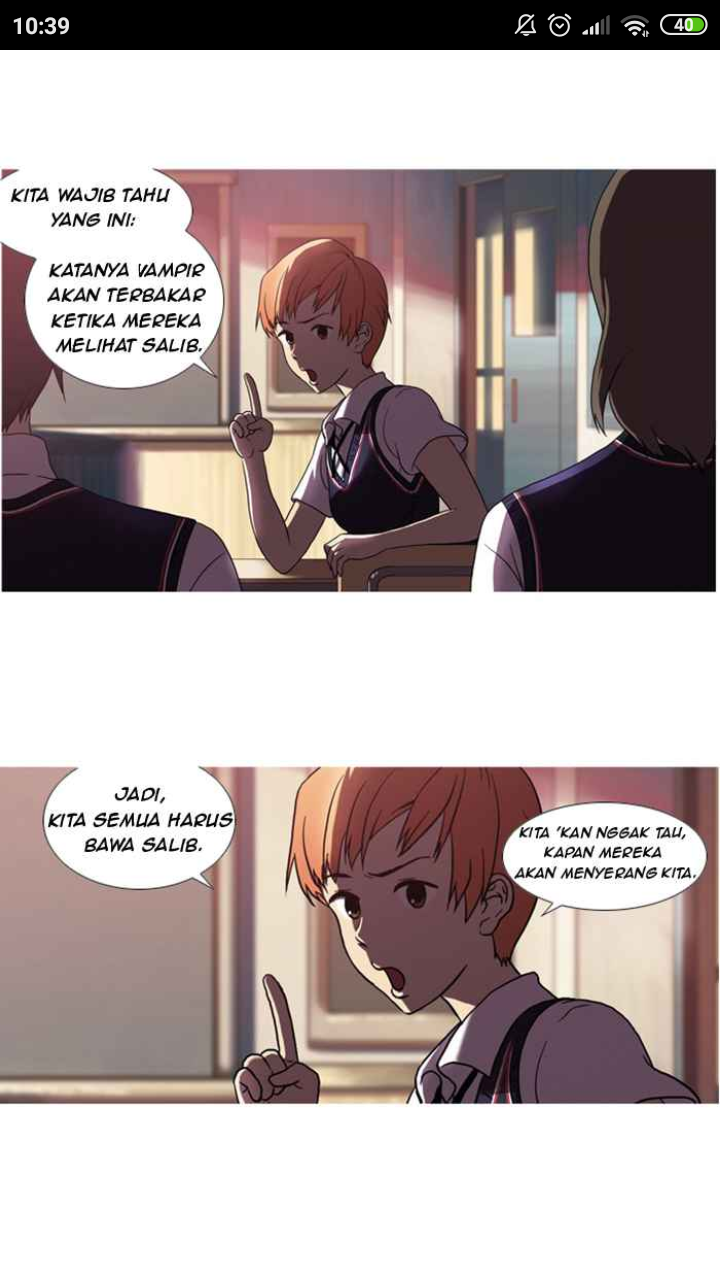 10:39
40
KITA WAJIB TAHU
YANG INI:
KATANYA VAMPIR
AKAN TERBAKAR
KETIKA MEREKA
MELIHAT SALIB.
JADI,
KITA SEMUA HARUS
BAWA SALIB.
KITA 'KAN NGGAK TAU,
KAPAN MEREKA
AKAN MENYERANG KITA.